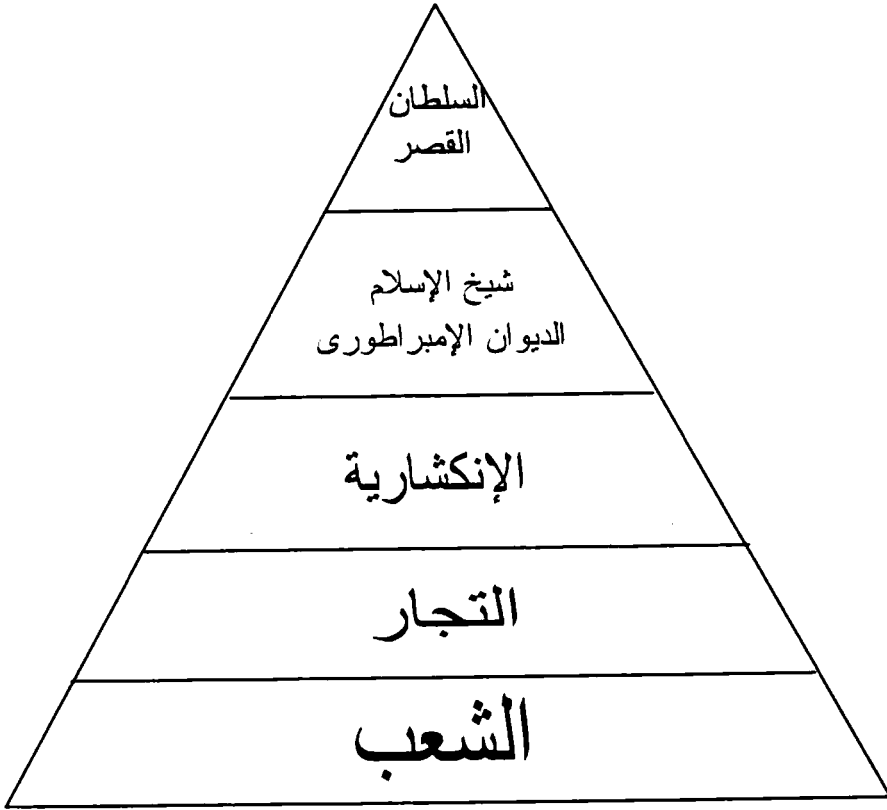 السلطان
القصر
شيخ الإسلام
الديوان الإمبراطورى
الإنكشارية
التجار
الشعب